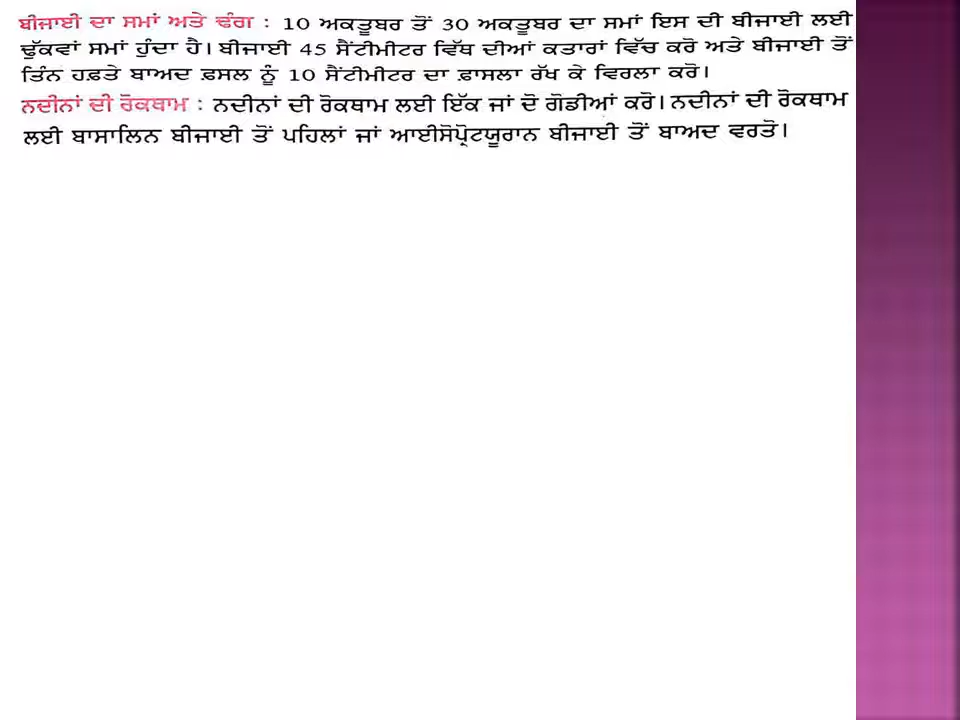 ਬੀਜਾਈ ਦਾ ਸਮਾਂ ਅਤੇ ਢੰਗ : 10 ਅਕਤੂਬਰ ਤੋਂ 30 ਅਕਤੂਬਰ ਦਾ ਸਮਾਂ ਇਸ ਦੀ ਬੀਜਾਈ ਲਈ
ਢੁੱਕਵਾਂ ਸਮਾਂ ਹੁੰਦਾ ਹੈ। ਬੀਜਾਈ 45 ਸੈਂਟੀਮੀਟਰ ਵਿੱਥ ਦੀਆਂ ਕਤਾਰਾਂ ਵਿੱਚ ਕਰੋ ਅਤੇ ਬੀਜਾਈ ਤੋਂ
ਤਿੰਨ ਹਫ਼ਤੇ ਬਾਅਦ ਫ਼ਸਲ ਨੂੰ 10 ਸੈਂਟੀਮੀਟਰ ਦਾ ਫ਼ਾਸਲਾ ਰੱਖ ਕੇ ਵਿਰਲਾ ਕਰੋ।
ਨਦੀਨਾਂ ਦੀ ਰੋਕਥਾਮ : ਨਦੀਨਾਂ ਦੀ ਰੋਕਥਾਮ ਲਈ ਇੱਕ ਜਾਂ ਦੋ ਗੋਡੀਆਂ ਕਰੋ। ਨਦੀਨਾਂ ਦੀ ਰੋਕਥਾਮ
ਲਈ ਬਾਸਾਲਿਨ ਬੀਜਾਈ ਤੋਂ ਪਹਿਲਾਂ ਜਾਂ ਆਈਸੋਪ੍ਰੋਟਯੂਰਾਨ ਬੀਜਾਈ ਤੋਂ ਬਾਅਦ ਵਰਤੋ।